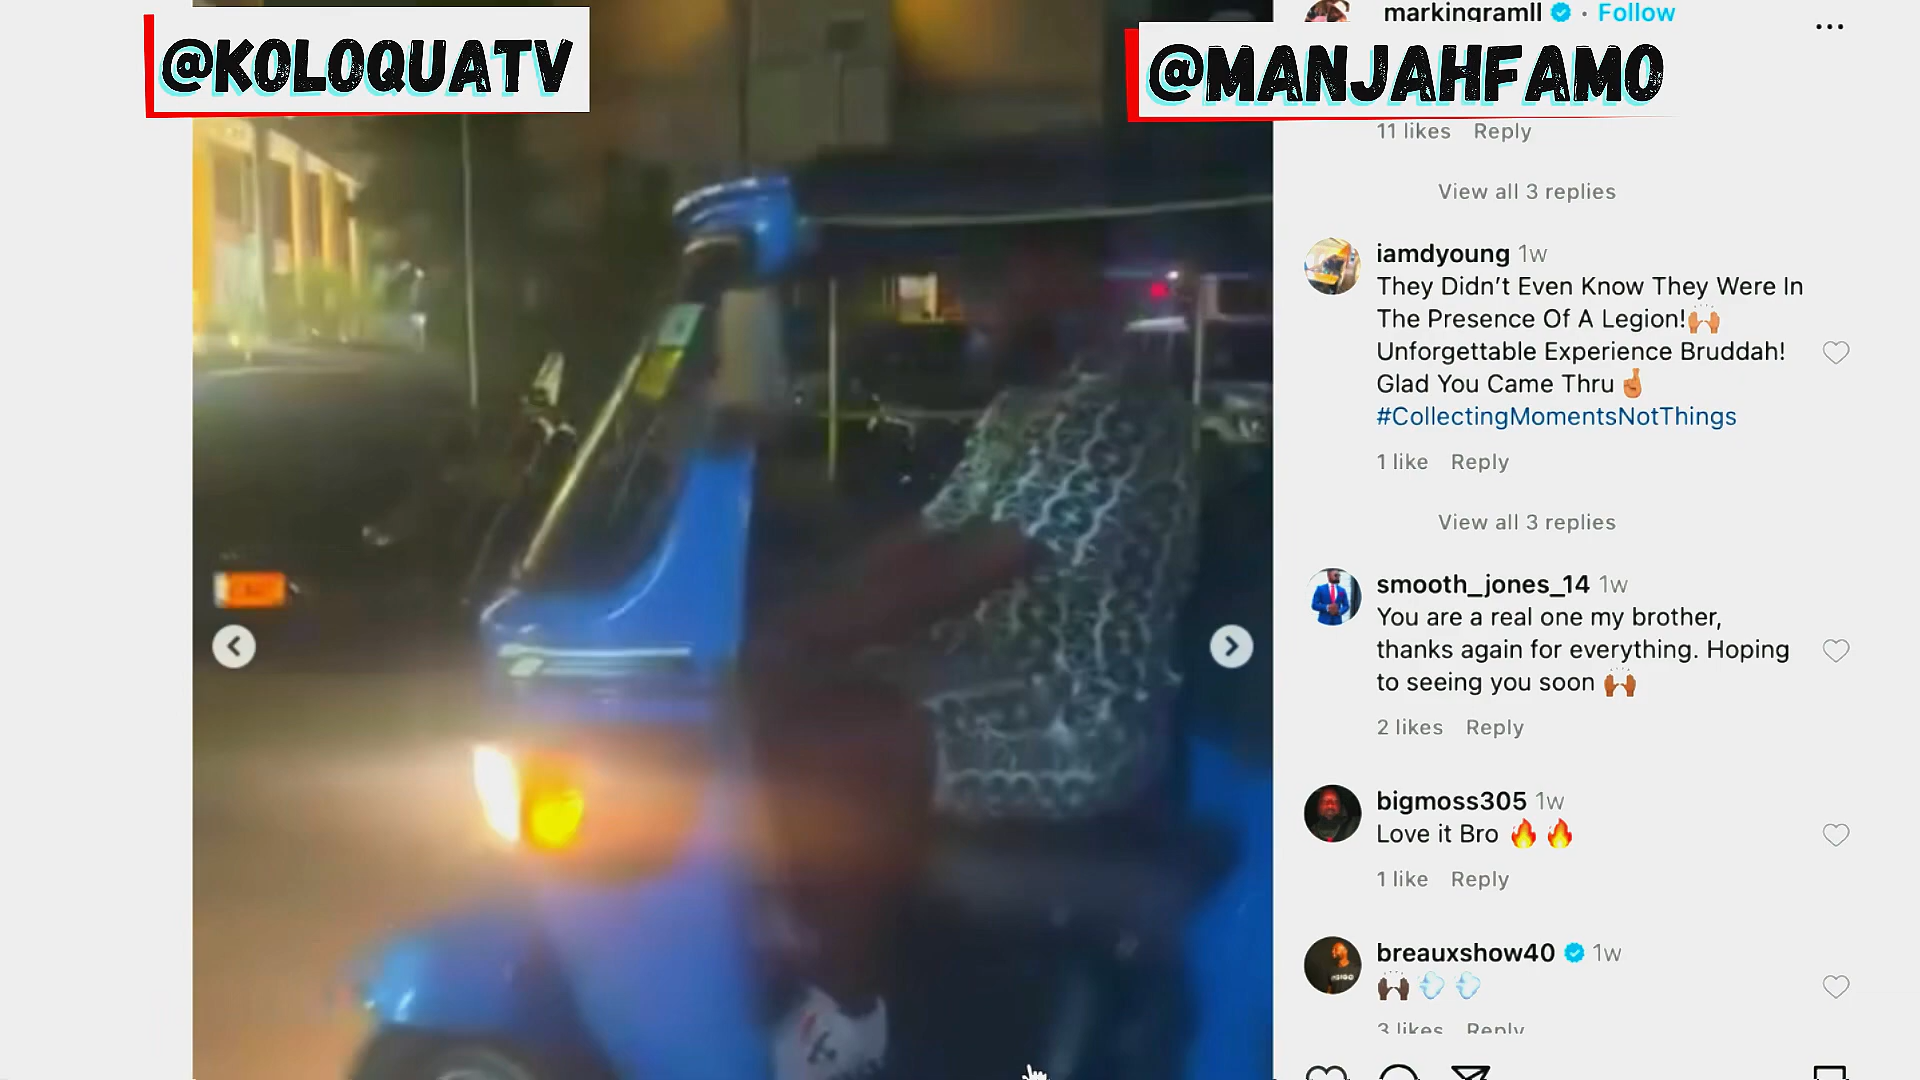 @KOLOQUATV
markingramll · Follow
@MANJAHFAMO
11 likes Reply
View all 3 replies
iamdyoung 1w
They Didn’t Even Know They Were In
The Presence Of A Legion!🙌🏽
Unforgettable Experience Bruddah!
Glad You Came Thru 🤞🏽
#CollectingMomentsNotThings
1 like Reply
View all 3 replies
smooth_jones_14 1w
You are a real one my brother,
thanks again for everything. Hoping
to seeing you soon 🙌🏾
2 likes Reply
bigmoss305 1w
Love it Bro 🔥🔥
1 like Reply
breauxshow40 1w
🙌🏿💨💨
3 likes Reply